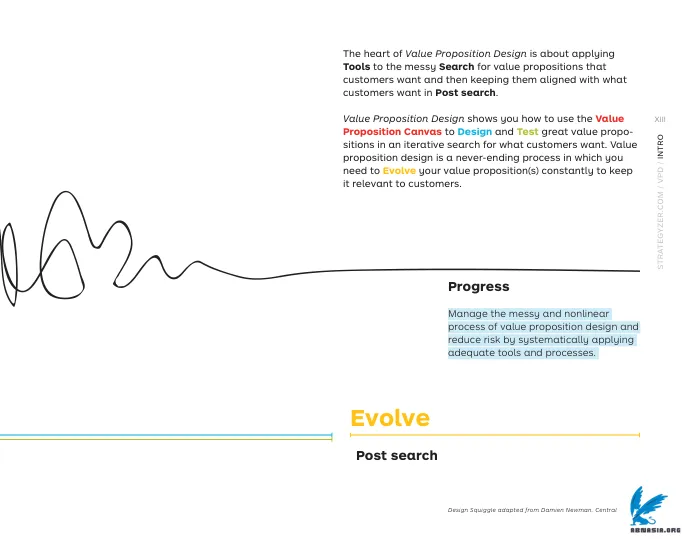 The heart of Value Proposition Design is about applying
Tools to the messy Search for value propositions that
customers want and then keeping them aligned with what
customers want in Post search.
Value Proposition Design shows you how to use the Value
Proposition Canvas to Design and Test great value propo-
sitions in an iterative search for what customers want. Value
proposition design is a never-ending process in which you
need to Evolve your value proposition(s) constantly to keep
it relevant to customers.
XIII
STRATEGYZER.COM / VPD / INTRO
Progress
Manage the messy and nonlinear
process of value proposition design and
reduce risk by systematically applying
adequate tools and processes.
Evolve
Post search
Design Squiggle adapted from Damien Newman. Central
ABNASIA.ORG